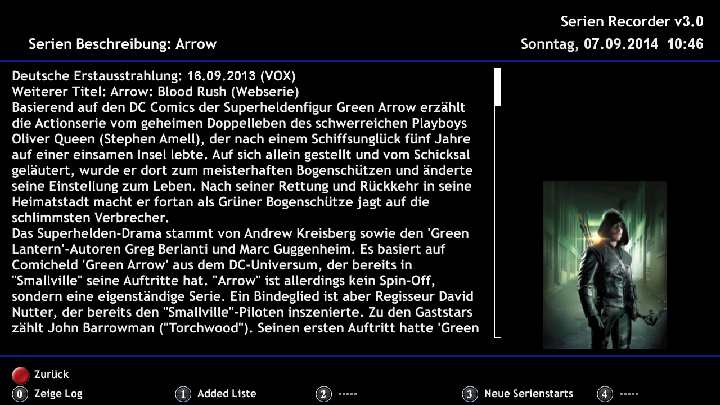 Serien Recorder v3.0
Serien Beschreibung: Arrow
Sonntag, 07.09.2014 10:46
Deutsche Erstausstrahlung: 16.09.2013 (VOX)
Weiterer Titel: Arrow: Blood Rush (Webserie)
Basierend auf den DC Comics der Superheldenfigur Green Arrow erzählt
die Actionserie vom geheimen Doppelleben des schwerreichen Playboys
Oliver Queen (Stephen Amell), der nach einem Schiffsunglück fünf Jahre
auf einer einsamen Insel lebte. Auf sich allein gestellt und vom Schicksal
geläutert, wurde er dort zum meisterhaften Bogenschützen und änderte
seine Einstellung zum Leben. Nach seiner Rettung und Rückkehr in seine
Heimatstadt macht er fortan als Grüner Bogenschütze jagt auf die
schlimmsten Verbrecher.
Das Superhelden-Drama stammt von Andrew Kreisberg sowie den 'Green
Lantern'-Autoren Greg Berlanti und Marc Guggenheim. Es basiert auf
Comicheld 'Green Arrow' aus dem DC-Universum, der bereits in
"Smallville" seine Auftritte hat. "Arrow" ist allerdings kein Spin-Off,
sondern eine eigenständige Serie. Ein Bindeglied ist aber Regisseur David
Nutter, der bereits den "Smallville"-Piloten inszenierte. Zu den Gaststars
zählt John Barrowman ("Torchwood"). Seinen ersten Auftritt hatte 'Green
Zurück
0 Zeige Log
1 Added Liste
2 -----
3 Neue Serienstarts
4 -----